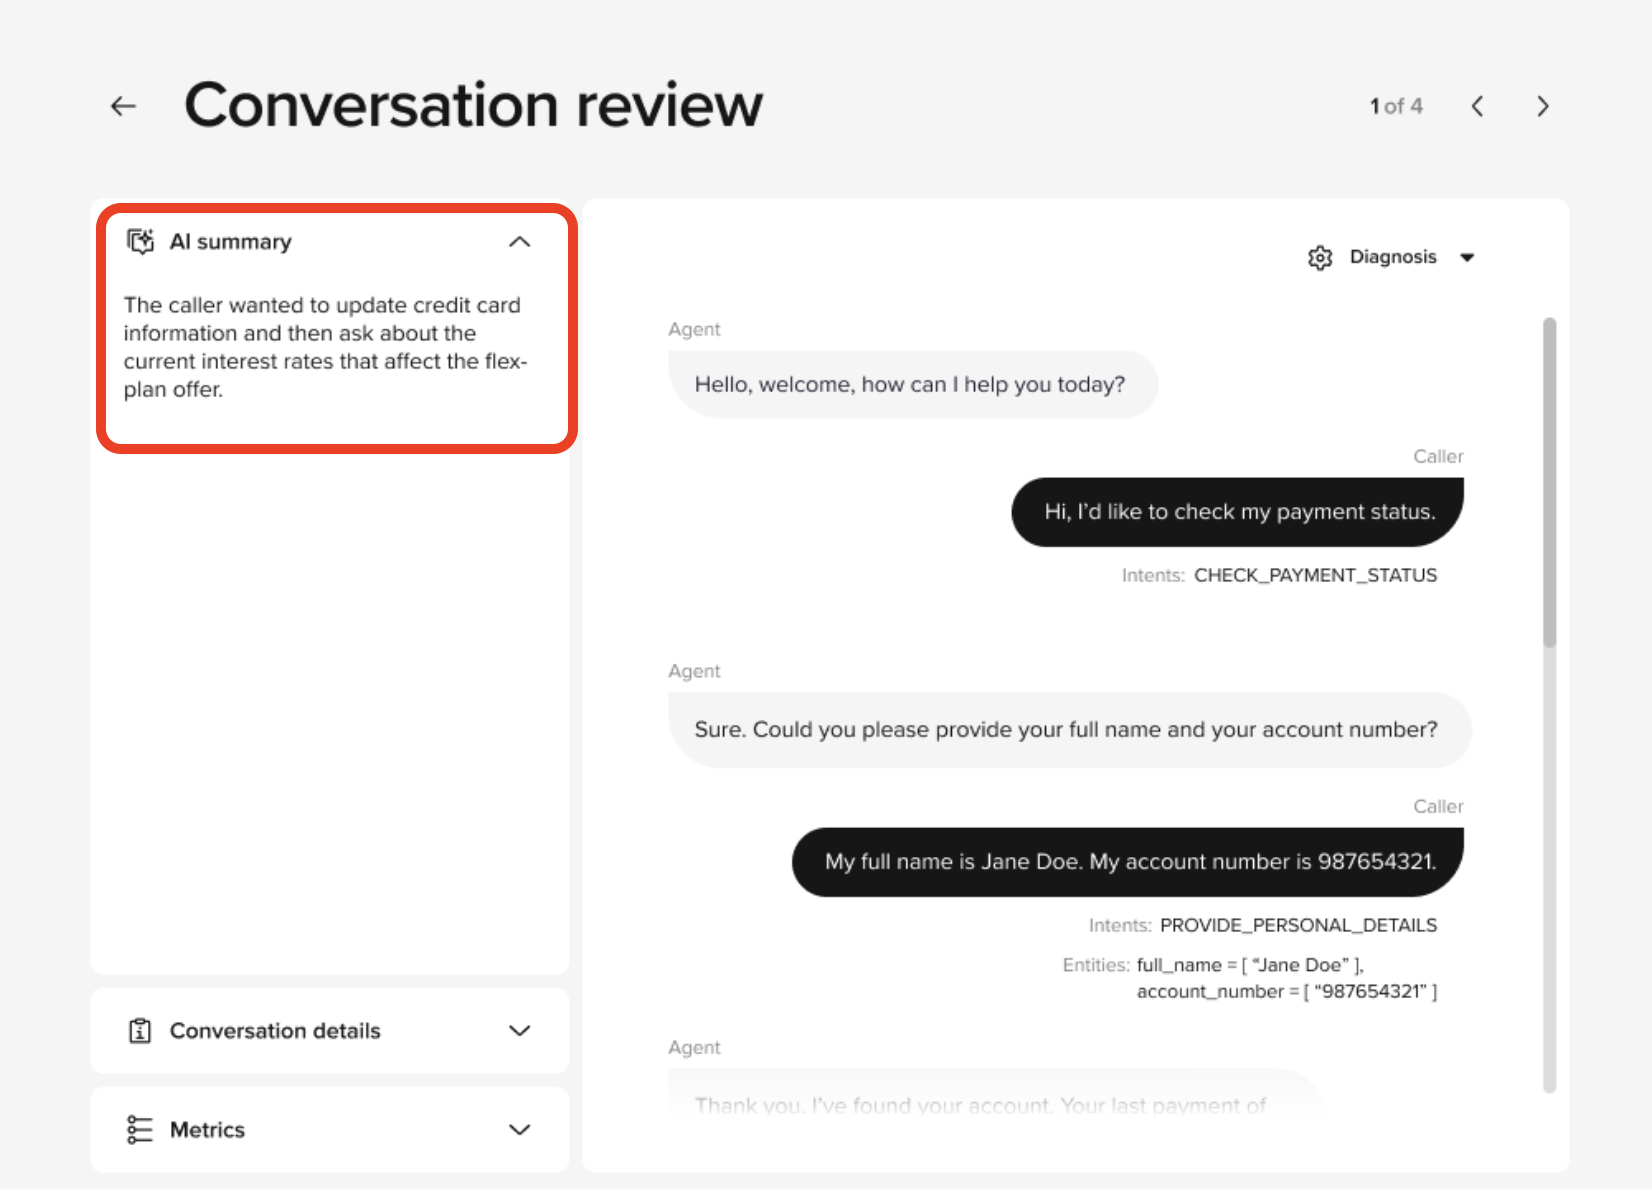 Conversation review
1 of 4
AI summary
The caller wanted to update credit card
information and then ask about the
current interest rates that affect the flex-
plan offer.
Conversation details
Metrics
Diagnosis
Agent
Hello, welcome, how can I help you today?
Caller
Hi, I’d like to check my payment status.
Intents: CHECK_PAYMENT_STATUS
Agent
Sure. Could you please provide your full name and your account number?
Caller
My full name is Jane Doe. My account number is 987654321.
Intents: PROVIDE_PERSONAL_DETAILS
Entities: full_name = [ “Jane Doe” ],
account_number = [ “987654321” ]
Agent
Thank you. I’ve found your account. Your last payment of